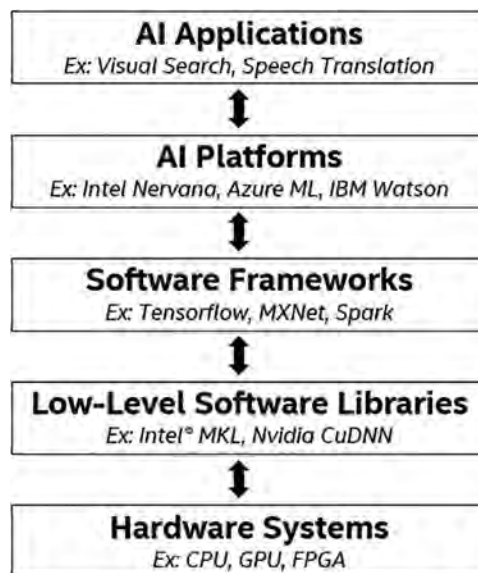 AI Applications
Ex: Visual Search, Speech Translation
AI Platforms
Ex: Intel Nervana, Azure ML, IBM Watson
Software Frameworks
Ex: Tensorflow, MXNet, Spark
Low-Level Software Libraries
Ex: Intel® MKL, Nvidia CuDNN
Hardware Systems
Ex: CPU, GPU, FPGA